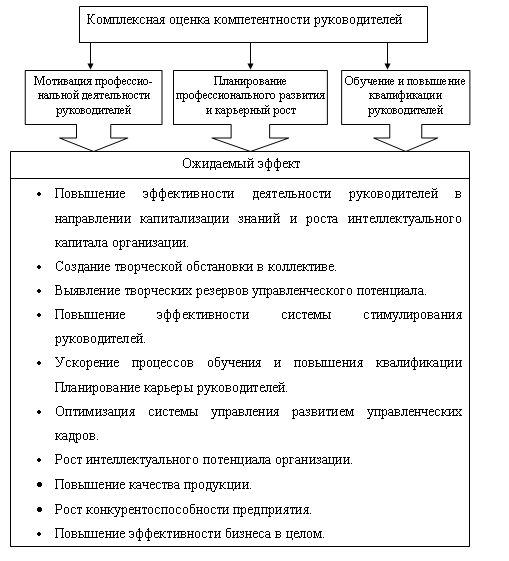 Комплексная оценка компетентности руководителей
Мотивация профессио-
нальной деятельности
руководителей
Планирование
профессионального развития
и карьерный рост
Обучение и повышение
квалификации
руководителей
Ожидаемый эффект
• Повышение эффективности деятельности руководителей в
направлении капитализации знаний и роста интеллектуального
капитала организации.
• Создание творческой обстановки в коллективе.
• Выявление творческих резервов управленческого потенциала.
• Повышение эффективности системы стимулирования
руководителей.
• Ускорение процессов обучения и повышения квалификации
Планирование карьеры руководителей.
• Оптимизация системы управления развитием управленческих
кадров.
• Рост интеллектуального потенциала организации.
• Повышение качества продукции.
• Рост конкурентоспособности предприятия.
• Повышение эффективности бизнеса в целом.